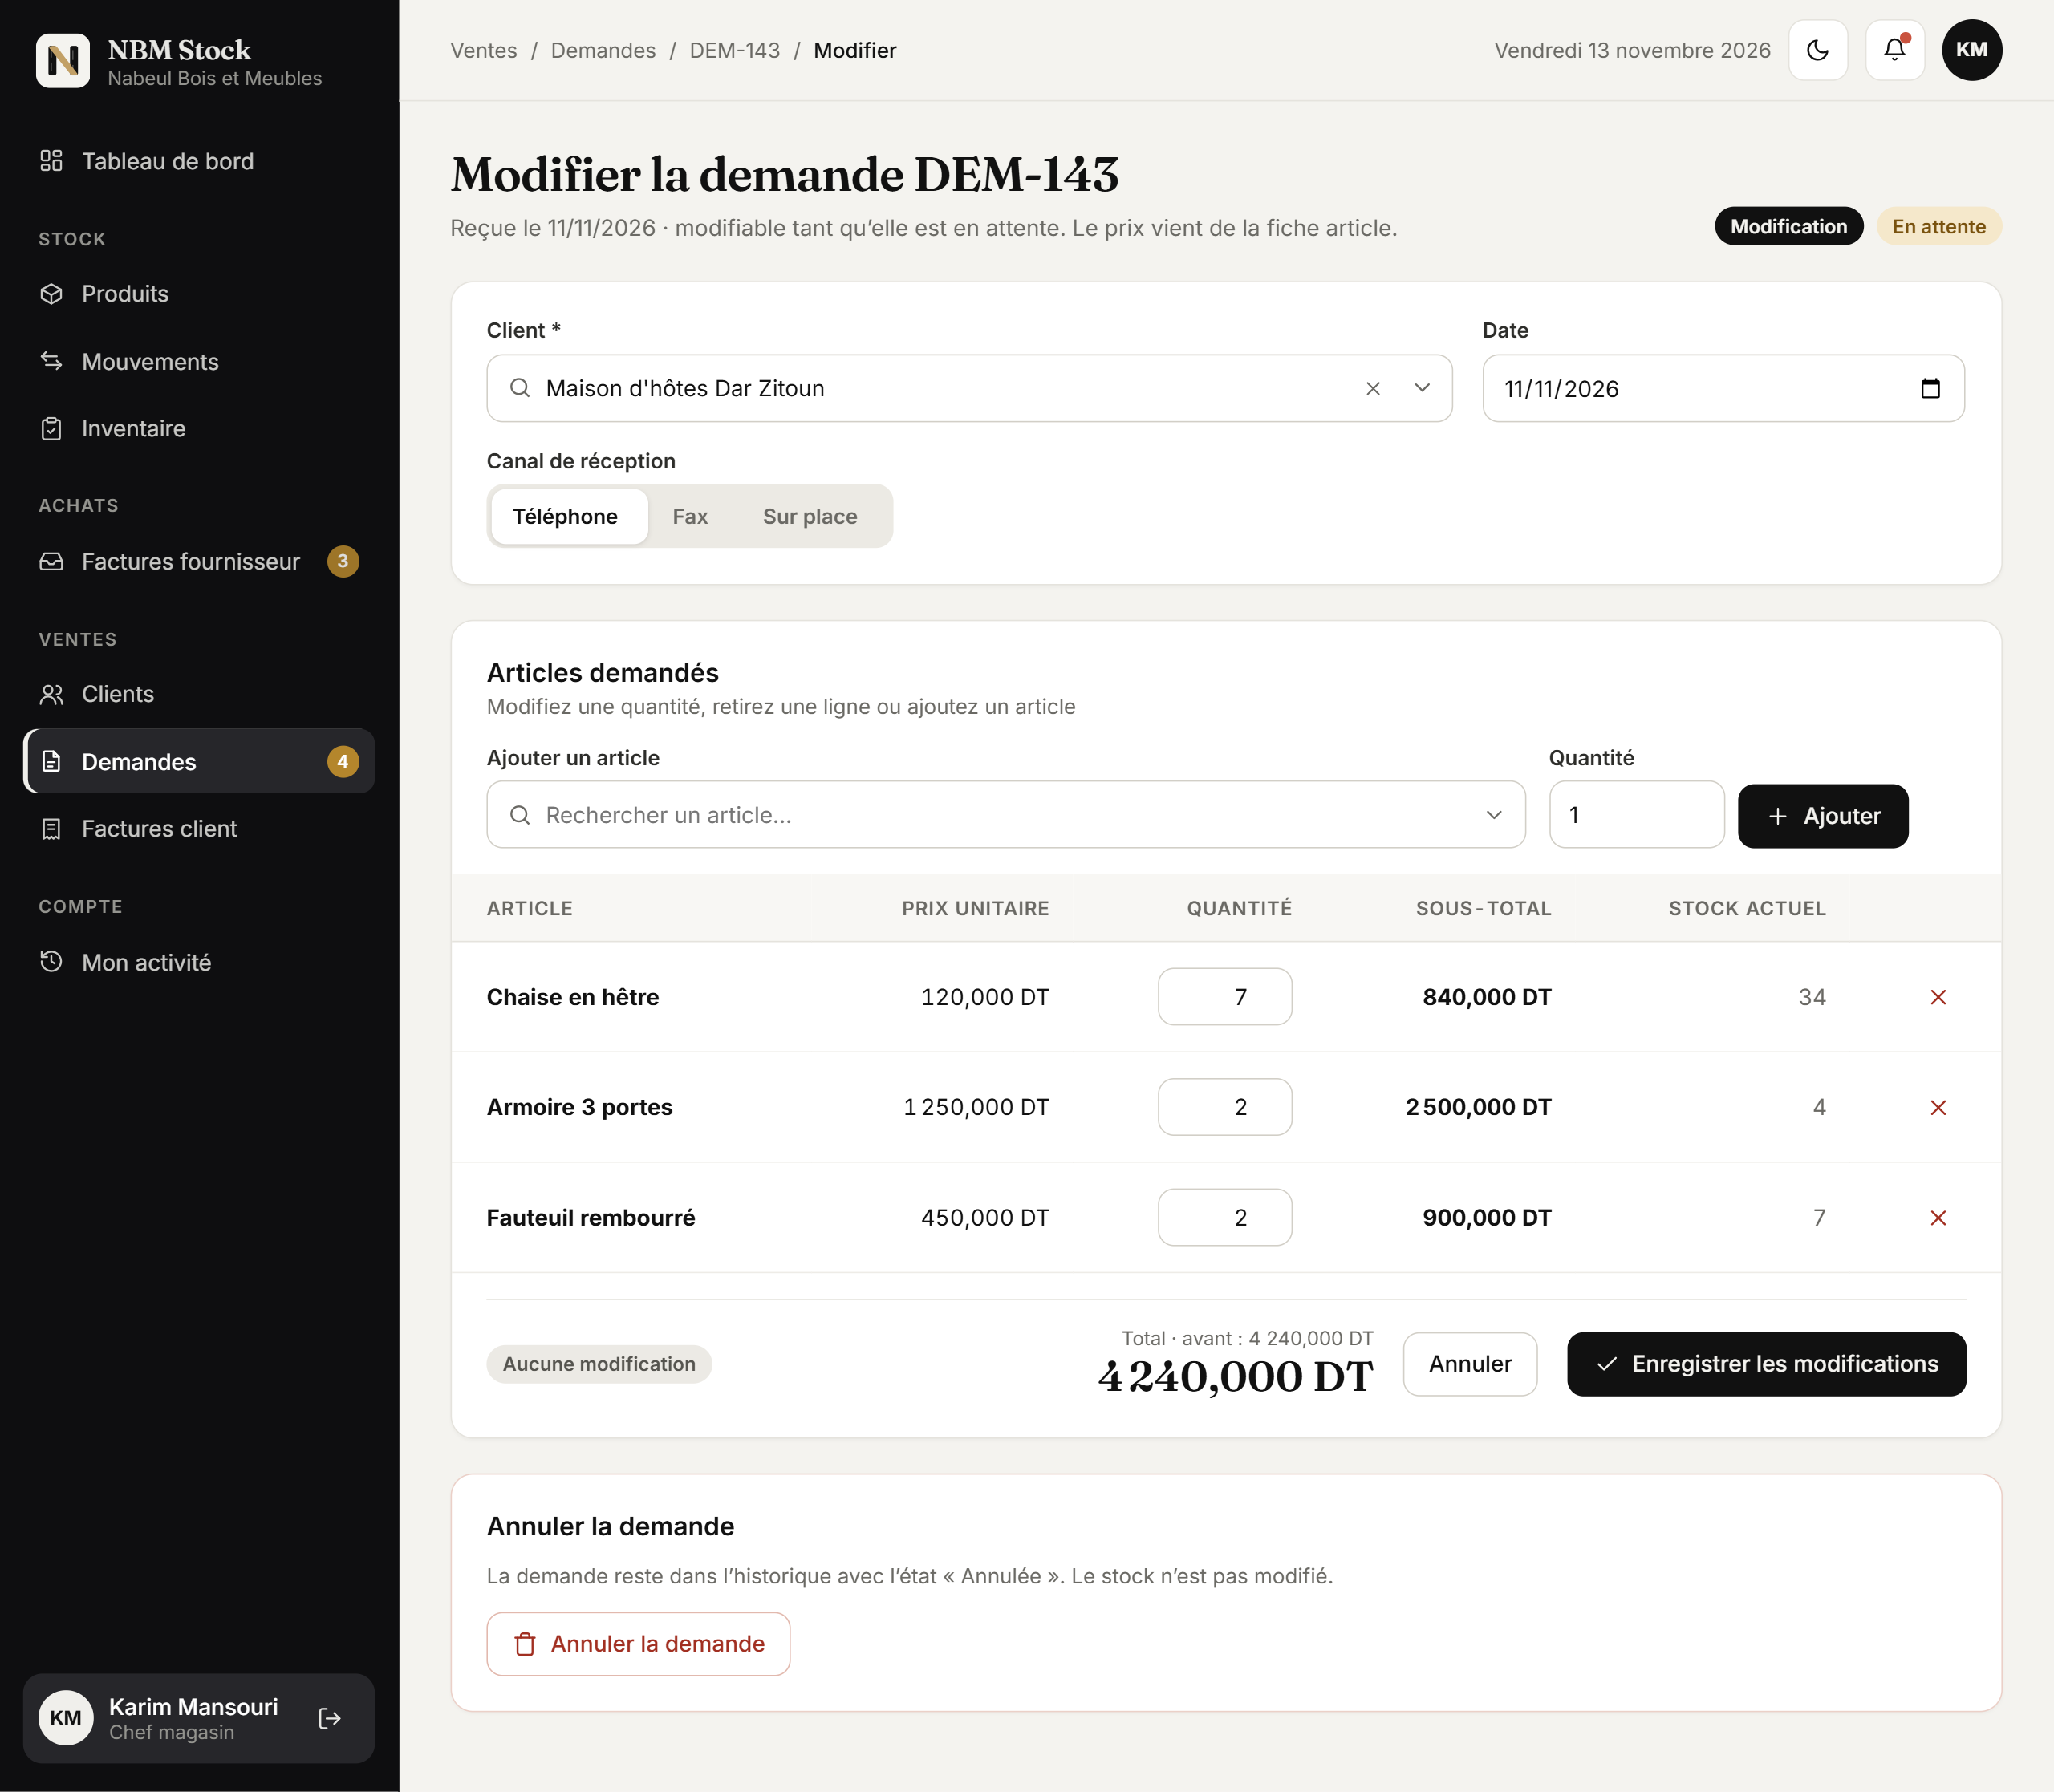 NBM Stock
Nabeul Bois et Meubles
Tableau de bord
STOCK
Produits
Mouvements
Inventaire
ACHATS
Factures fournisseur 3
VENTES
Clients
Demandes 4
Factures client
COMPTE
Mon activité
KM Karim Mansouri
Chef magasin
Ventes / Demandes / DEM-143 / Modifier
Vendredi 13 novembre 2026 KM
Modifier la demande DEM-143
Reçue le 11/11/2026 · modifiable tant qu’elle est en attente. Le prix vient de la fiche article.
Modification En attente
Client * Date
Maison d'hôtes Dar Zitoun 11/11/2026
Canal de réception
Téléphone Fax Sur place
Articles demandés
Modifiez une quantité, retirez une ligne ou ajoutez un article
Ajouter un article Quantité
Rechercher un article... 1 Ajouter
ARTICLE PRIX UNITAIRE QUANTITÉ SOUS-TOTAL STOCK ACTUEL
Chaise en hêtre 120,000 DT 7 840,000 DT 34
Armoire 3 portes 1 250,000 DT 2 2 500,000 DT 4
Fauteuil rembourré 450,000 DT 2 900,000 DT 7
Aucune modification
Total · avant : 4 240,000 DT
4 240,000 DT
Annuler Enregistrer les modifications
Annuler la demande
La demande reste dans l’historique avec l’état « Annulée ». Le stock n’est pas modifié.
Annuler la demande